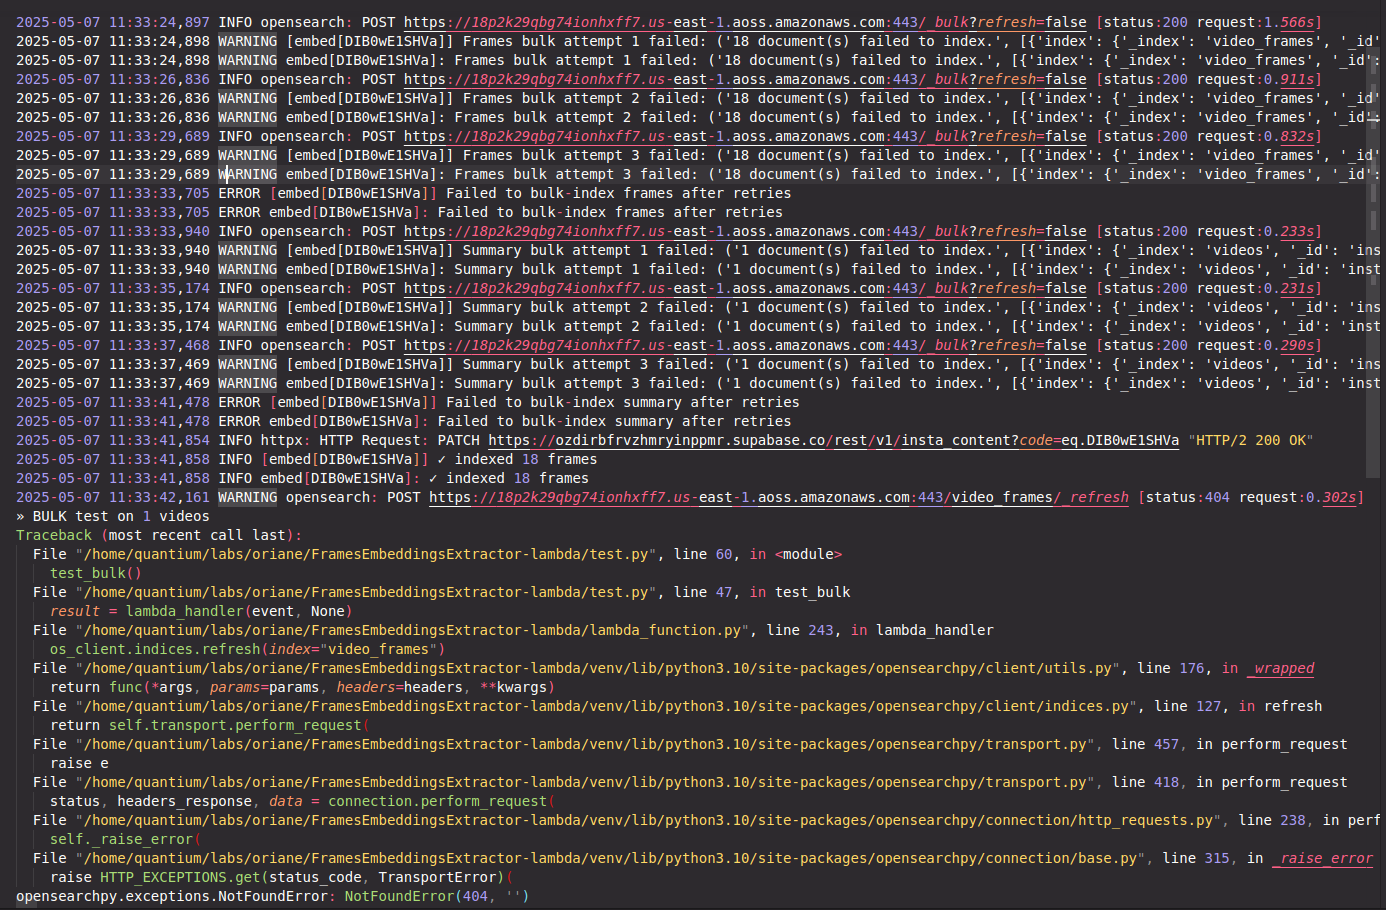 2025-05-07 11:33:24,897 INFO opensearch: POST https://18p2k29qbg74ionhxff7.us-east-1.aoss.amazonaws.com:443/_bulk?refresh=false [status:200 request:1.566s]
2025-05-07 11:33:24,898 WARNING [embed[DIB0wE1SHVa]] Frames bulk attempt 1 failed: ('18 document(s) failed to index.', [{'index': {'_index': 'video_frames', '_id'
2025-05-07 11:33:24,898 WARNING embed[DIB0wE1SHVa]: Frames bulk attempt 1 failed: ('18 document(s) failed to index.', [{'index': {'_index': 'video_frames', '_id':
2025-05-07 11:33:26,836 INFO opensearch: POST https://18p2k29qbg74ionhxff7.us-east-1.aoss.amazonaws.com:443/_bulk?refresh=false [status:200 request:0.911s]
2025-05-07 11:33:26,836 WARNING [embed[DIB0wE1SHVa]] Frames bulk attempt 2 failed: ('18 document(s) failed to index.', [{'index': {'_index': 'video_frames', '_id'
2025-05-07 11:33:26,836 WARNING embed[DIB0wE1SHVa]: Frames bulk attempt 2 failed: ('18 document(s) failed to index.', [{'index': {'_index': 'video_frames', '_id':
2025-05-07 11:33:29,689 INFO opensearch: POST https://18p2k29qbg74ionhxff7.us-east-1.aoss.amazonaws.com:443/_bulk?refresh=false [status:200 request:0.832s]
2025-05-07 11:33:29,689 WARNING [embed[DIB0wE1SHVa]] Frames bulk attempt 3 failed: ('18 document(s) failed to index.', [{'index': {'_index': 'video_frames', '_id'
2025-05-07 11:33:29,689 WARNING embed[DIB0wE1SHVa]: Frames bulk attempt 3 failed: ('18 document(s) failed to index.', [{'index': {'_index': 'video_frames', '_id':
2025-05-07 11:33:33,705 ERROR [embed[DIB0wE1SHVa]] Failed to bulk-index frames after retries
2025-05-07 11:33:33,705 ERROR embed[DIB0wE1SHVa]: Failed to bulk-index frames after retries
2025-05-07 11:33:33,940 INFO opensearch: POST https://18p2k29qbg74ionhxff7.us-east-1.aoss.amazonaws.com:443/_bulk?refresh=false [status:200 request:0.233s]
2025-05-07 11:33:33,940 WARNING [embed[DIB0wE1SHVa]] Summary bulk attempt 1 failed: ('1 document(s) failed to index.', [{'index': {'_index': 'videos', '_id': 'ins
2025-05-07 11:33:33,940 WARNING embed[DIB0wE1SHVa]: Summary bulk attempt 1 failed: ('1 document(s) failed to index.', [{'index': {'_index': 'videos', '_id': 'inst
2025-05-07 11:33:35,174 INFO opensearch: POST https://18p2k29qbg74ionhxff7.us-east-1.aoss.amazonaws.com:443/_bulk?refresh=false [status:200 request:0.231s]
2025-05-07 11:33:35,174 WARNING [embed[DIB0wE1SHVa]] Summary bulk attempt 2 failed: ('1 document(s) failed to index.', [{'index': {'_index': 'videos', '_id': 'ins
2025-05-07 11:33:35,174 WARNING embed[DIB0wE1SHVa]: Summary bulk attempt 2 failed: ('1 document(s) failed to index.', [{'index': {'_index': 'videos', '_id': 'inst
2025-05-07 11:33:37,468 INFO opensearch: POST https://18p2k29qbg74ionhxff7.us-east-1.aoss.amazonaws.com:443/_bulk?refresh=false [status:200 request:0.290s]
2025-05-07 11:33:37,469 WARNING [embed[DIB0wE1SHVa]] Summary bulk attempt 3 failed: ('1 document(s) failed to index.', [{'index': {'_index': 'videos', '_id': 'ins
2025-05-07 11:33:37,469 WARNING embed[DIB0wE1SHVa]: Summary bulk attempt 3 failed: ('1 document(s) failed to index.', [{'index': {'_index': 'videos', '_id': 'inst
2025-05-07 11:33:41,478 ERROR [embed[DIB0wE1SHVa]] Failed to bulk-index summary after retries
2025-05-07 11:33:41,478 ERROR embed[DIB0wE1SHVa]: Failed to bulk-index summary after retries
2025-05-07 11:33:41,854 INFO httpx: HTTP Request: PATCH https://ozdirbfrvzhmryinppmr.supabase.co/rest/v1/insta_content?code=eq.DIB0wE1SHVa "HTTP/2 200 OK"
2025-05-07 11:33:41,858 INFO [embed[DIB0wE1SHVa]] ✓ indexed 18 frames
2025-05-07 11:33:41,858 INFO embed[DIB0wE1SHVa]: ✓ indexed 18 frames
2025-05-07 11:33:42,161 WARNING opensearch: POST https://18p2k29qbg74ionhxff7.us-east-1.aoss.amazonaws.com:443/video_frames/_refresh [status:404 request:0.302s]
» BULK test on 1 videos
Traceback (most recent call last):
  File "/home/quantium/labs/oriane/FramesEmbeddingsExtractor-lambda/test.py", line 60, in <module>
    test_bulk()
  File "/home/quantium/labs/oriane/FramesEmbeddingsExtractor-lambda/test.py", line 47, in test_bulk
    result = lambda_handler(event, None)
  File "/home/quantium/labs/oriane/FramesEmbeddingsExtractor-lambda/lambda_function.py", line 243, in lambda_handler
    os_client.indices.refresh(index="video_frames")
  File "/home/quantium/labs/oriane/FramesEmbeddingsExtractor-lambda/venv/lib/python3.10/site-packages/opensearchpy/client/utils.py", line 176, in _wrapped
    return func(*args, params=params, headers=headers, **kwargs)
  File "/home/quantium/labs/oriane/FramesEmbeddingsExtractor-lambda/venv/lib/python3.10/site-packages/opensearchpy/client/indices.py", line 127, in refresh
    return self.transport.perform_request(
  File "/home/quantium/labs/oriane/FramesEmbeddingsExtractor-lambda/venv/lib/python3.10/site-packages/opensearchpy/transport.py", line 457, in perform_request
    raise e
  File "/home/quantium/labs/oriane/FramesEmbeddingsExtractor-lambda/venv/lib/python3.10/site-packages/opensearchpy/transport.py", line 418, in perform_request
    status, headers_response, data = connection.perform_request(
  File "/home/quantium/labs/oriane/FramesEmbeddingsExtractor-lambda/venv/lib/python3.10/site-packages/opensearchpy/connection/http_requests.py", line 238, in perf
    self._raise_error(
  File "/home/quantium/labs/oriane/FramesEmbeddingsExtractor-lambda/venv/lib/python3.10/site-packages/opensearchpy/connection/base.py", line 315, in _raise_error
    raise HTTP_EXCEPTIONS.get(status_code, TransportError)(
opensearchpy.exceptions.NotFoundError: NotFoundError(404, '')